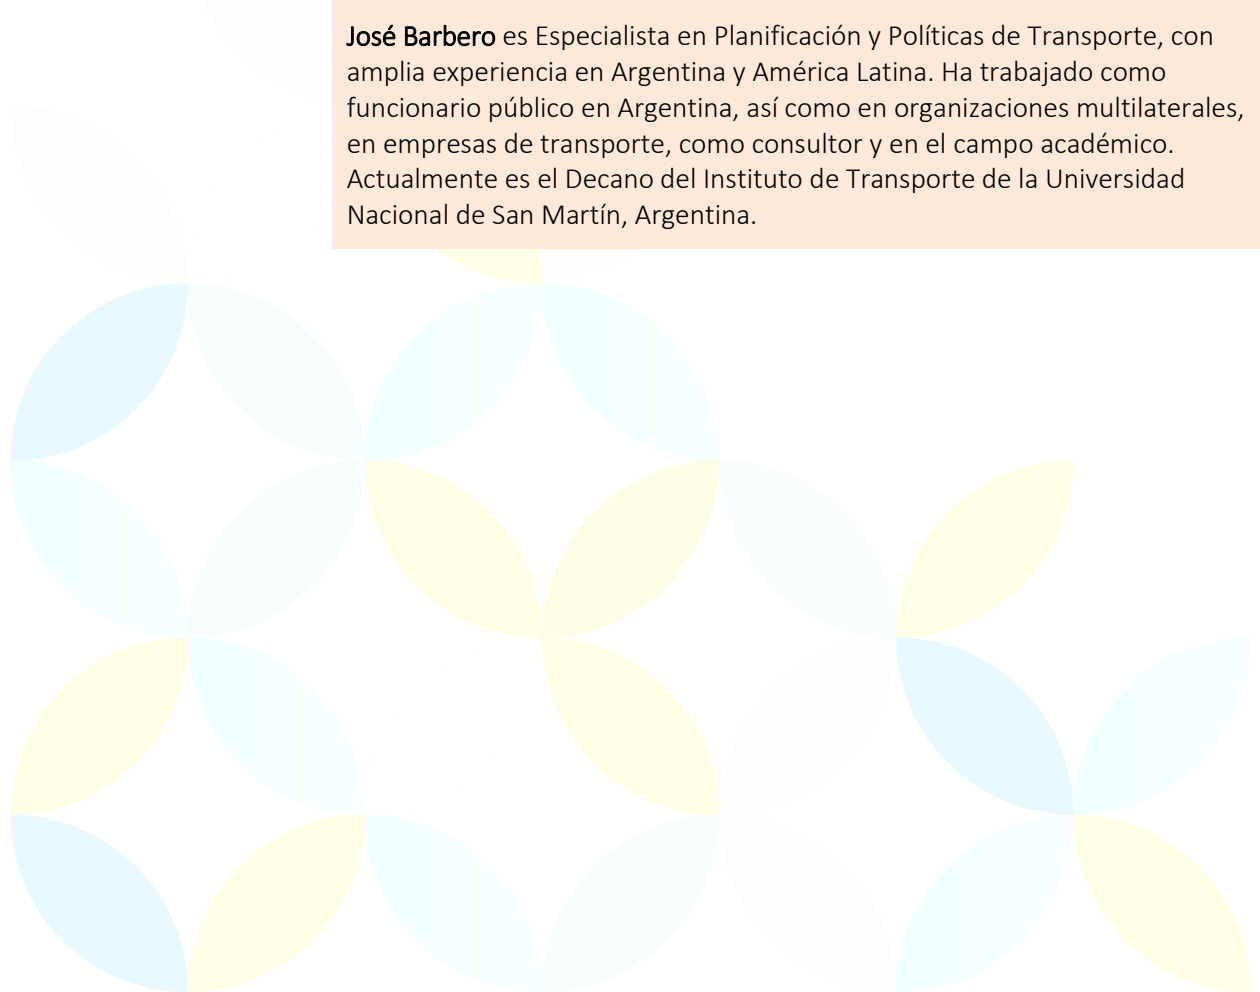 José Barbero es Especialista en Planificación y Políticas de Transporte, con
amplia experiencia en Argentina y América Latina. Ha trabajado como
funcionario público en Argentina, así como en organizaciones multilaterales,
en empresas de transporte, como consultor y en el campo académico.
Actualmente es el Decano del Instituto de Transporte de la Universidad
Nacional de San Martín, Argentina.